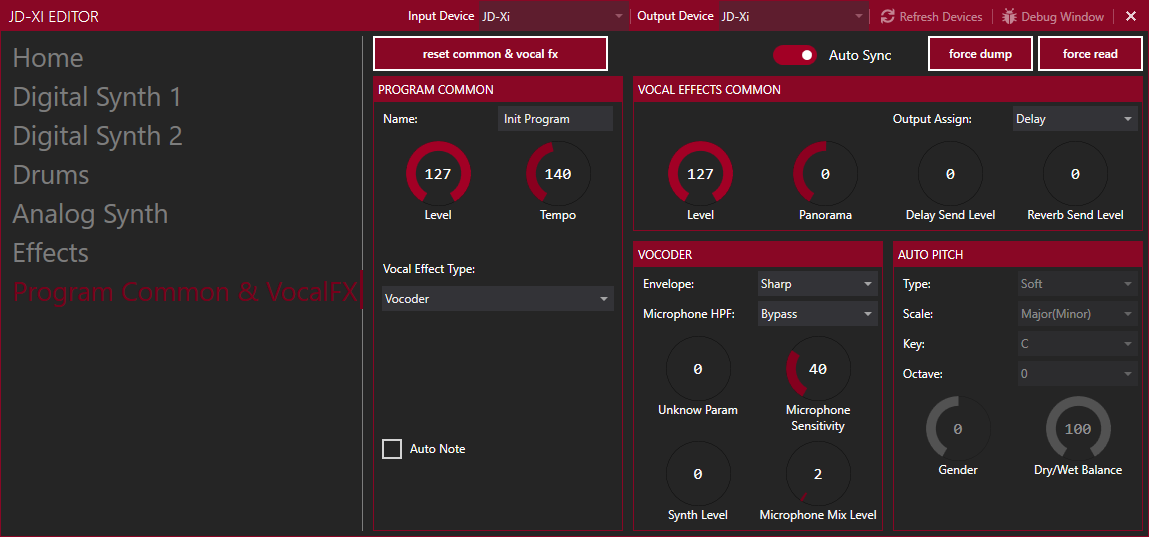 JD-XI EDITOR
Input Device JD-Xi Output Device JD-Xi Refresh Devices Debug Window
Home
Digital Synth 1
Digital Synth 2
Drums
Analog Synth
Effects
Program Common & VocalFX
reset common & vocal fx
Auto Sync
force dump
force read
PROGRAM COMMON
Name: Init Program
127 140
Level Tempo
Vocal Effect Type:
Vocoder
Auto Note
VOCAL EFFECTS COMMON
Output Assign: Delay
127 0 0 0
Level Panorama Delay Send Level Reverb Send Level
VOCODER
Envelope: Sharp
Microphone HPF: Bypass
0 40
Unknow Param Microphone
Sensitivity
0 2
Synth Level Microphone Mix Level
AUTO PITCH
Type: Soft
Scale: Major(Minor)
Key: C
Octave: 0
0 100
Gender Dry/Wet Balance